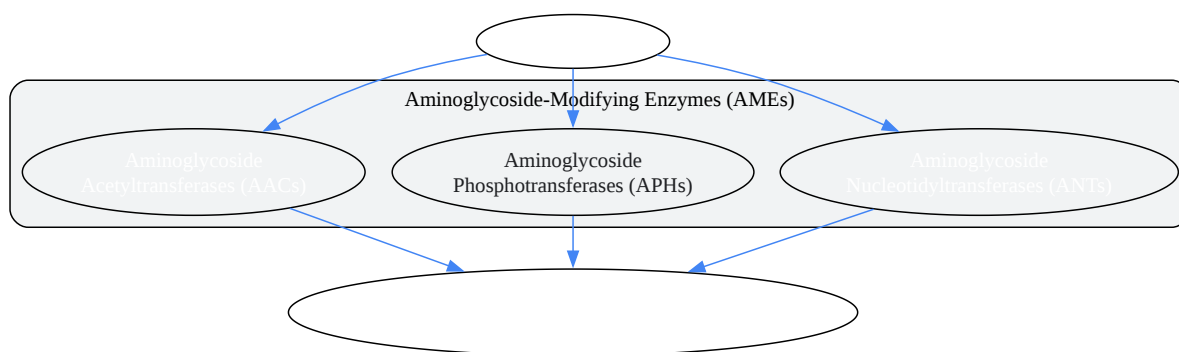 Aminoglycoside-Modifying Enzymes (AMEs)
Aminoglycoside
Acetyltransferases (AACs)
Aminoglycoside
Phosphotransferases (APHs)
Aminoglycoside
Nucleotidyltransferases (ANTs)